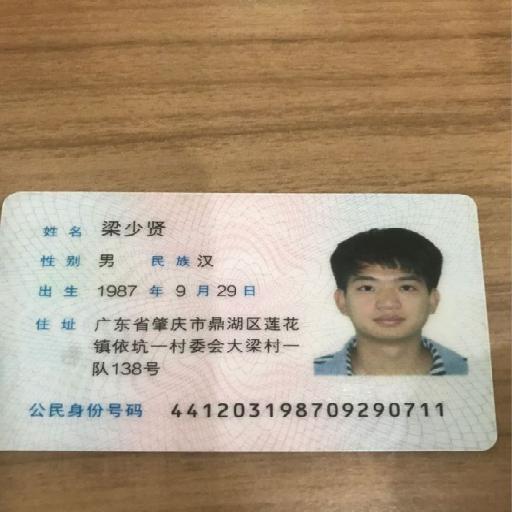 姓名 梁少贤
性别 男 民族 汉
出生 1987 年 9 月 29 日
住址 广东省肇庆市鼎湖区莲花
镇依坑一村委会大梁村一
队138号
公民身份号码 441203198709290711